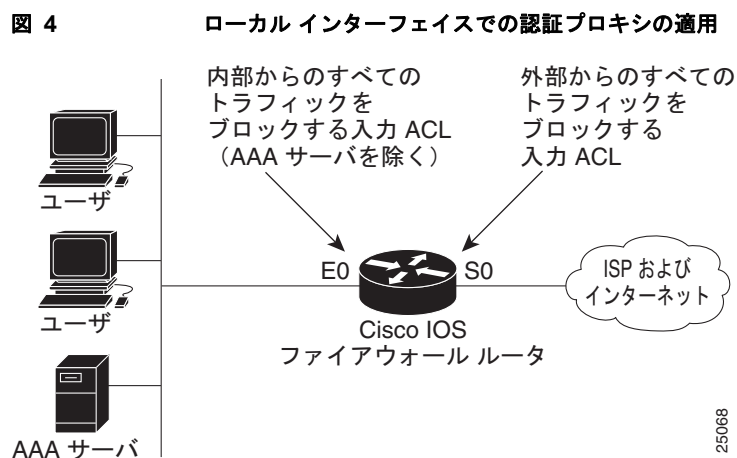 図 4 ローカル インターフェイスでの認証プロキシの適用
内部からのすべての
トラフィックを
ブロックする入力 ACL
（AAA サーバを除く）
外部からのすべての
トラフィックを
ブロックする
入力 ACL
ユーザ
E0
S0
ISP および
インターネット
ユーザ
Cisco IOS
ファイアウォール ルータ
AAA サーバ
25068